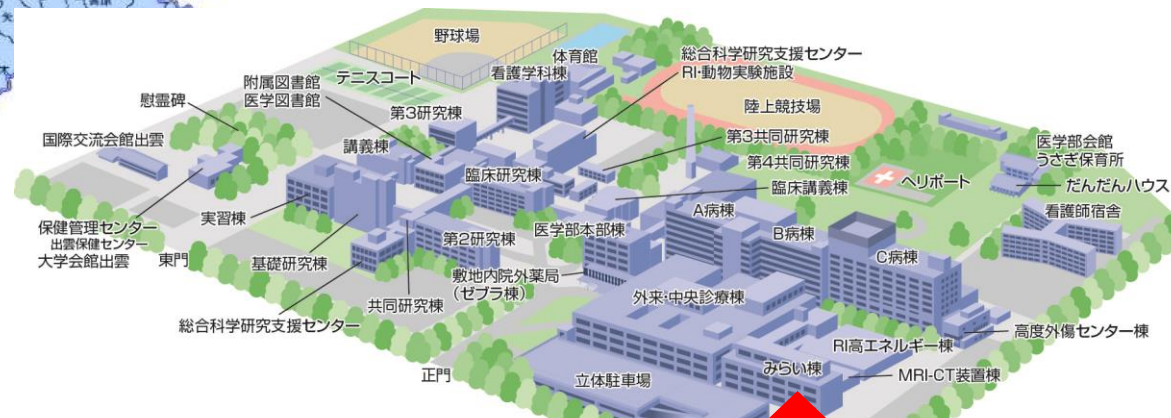 野球場
体育館
総合科学研究支援センター
RI・動物実験施設
看護学科棟
附属図書館
医学図書館
テニスコート
慰霊碑
第3研究棟
陸上競技場
国際交流会館出雲
講義棟
第3共同研究棟
医学部会館
うさぎ保育所
臨床研究棟
第4共同研究棟
ヘリポート
だんだんハウス
臨床講義棟
看護師宿舎
実習棟
A病棟
保健管理センター
出雲保健センター
大学会館出雲
東門
基礎研究棟
第2研究棟
医学部本部棟
B病棟
C病棟
敷地内院外薬局
(ゼブラ棟)
外来・中央診療棟
総合科学研究支援センター
共同研究棟
高度外傷センター棟
RI高エネルギー棟
正門
立体駐車場
みらい棟
MRI-CT装置棟